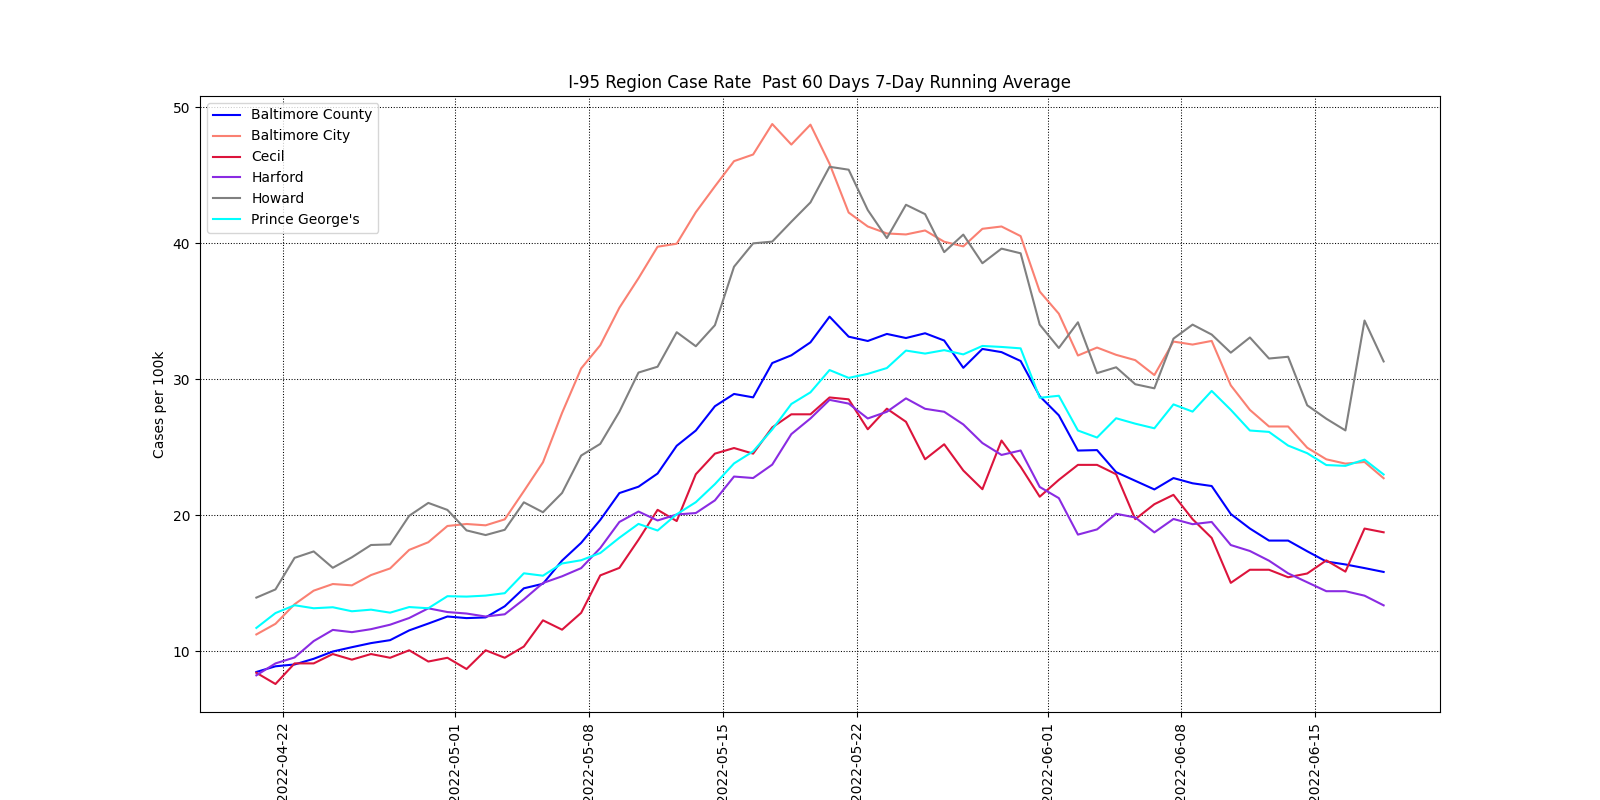 I-95 Region Case Rate  Past 60 Days 7-Day Running Average
Cases per 100k
50
40
30
20
10
Baltimore County
Baltimore City
Cecil
Harford
Howard
Prince George's
2022-04-22
2022-05-01
2022-05-08
2022-05-15
2022-05-22
2022-06-01
2022-06-08
2022-06-15